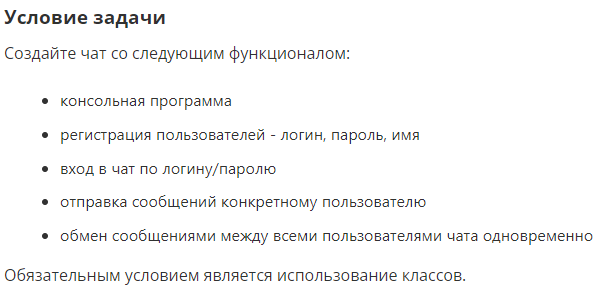 Условие задачи
Создайте чат со следующим функционалом:
• консольная программа
• регистрация пользователей - логин, пароль, имя
• вход в чат по логину/паролю
• отправка сообщений конкретному пользователю
• обмен сообщениями между всеми пользователями чата одновременно
Обязательным условием является использование классов.